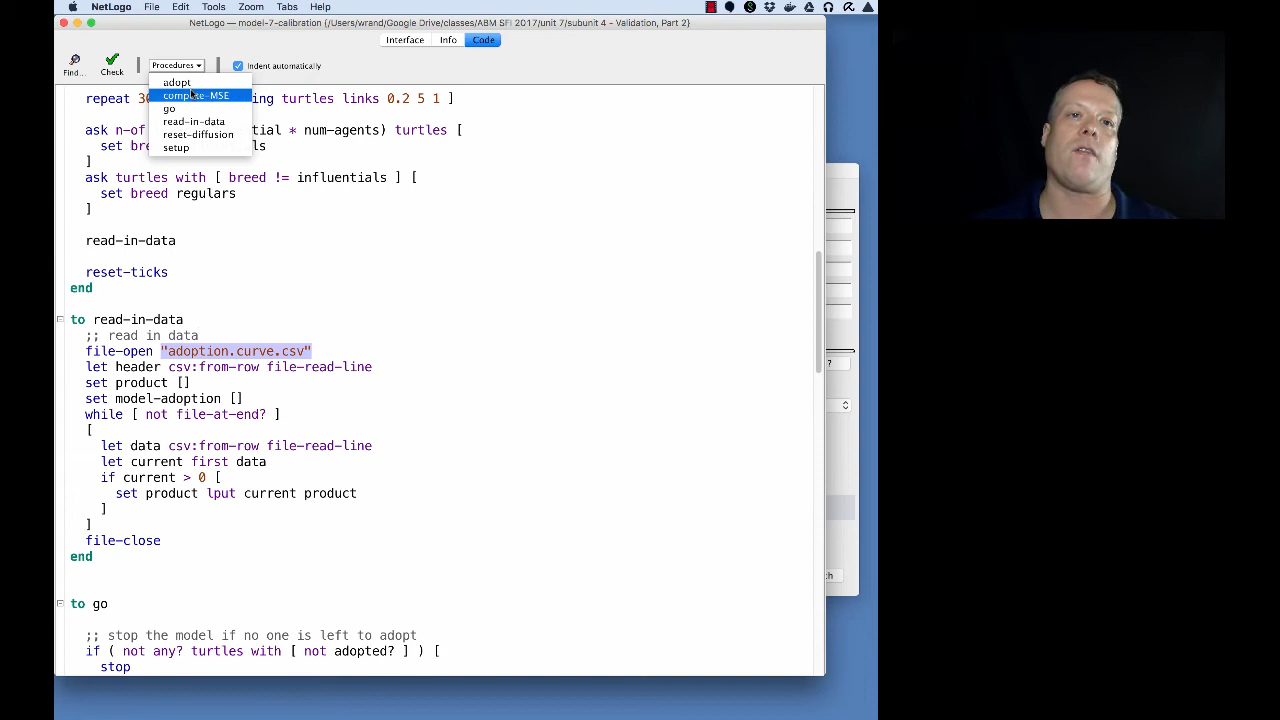 NetLogo File Edit Tools Zoom Tabs Help
NetLogo — model-7-calibration {/Users/wrand/Google Drive/classes/ABM SFI 2017/unit 7/subunit 4 - Validation, Part 2}
Interface Info Code
Find... Check Procedures Indent automatically
adopt
compute-MSE
go
read-in-data
reset-diffusion
setup
repeat 30 turtles links 0.2 5 1 ]
ask n-of * num-agents) turtles [
set
]
ask turtles with [ breed != influentials ] [
set breed regulars
]
read-in-data
reset-ticks
end
to read-in-data
;; read in data
file-open "adoption.curve.csv"
let header csv:from-row file-read-line
set product []
set model-adoption []
while [ not file-at-end? ]
[
let data csv:from-row file-read-line
let current first data
if current > 0 [
set product lput current product
]
]
file-close
end
to go
;; stop the model if no one is left to adopt
if ( not any? turtles with [ not adopted? ] ) [
stop
?